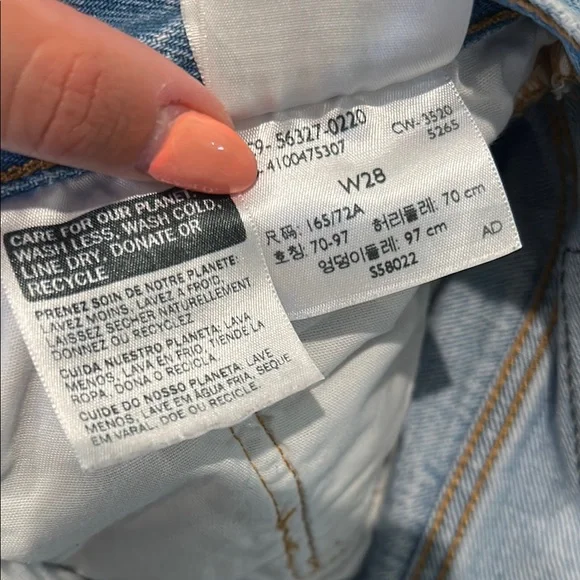 CARE FOR OUR PLANET:
WASH LESS, WASH COLD,
LINE DRY, DONATE OR
RECYCLE
PRENEZ SOIN DE NOTRE PLANETE:
LAVEZ MOINS, LAVEZ À FROID,
LAISSEZ SECHER NATURELLEMENT
DONNEZ OU RECYCLEZ
CUIDA NUESTRO PLANETA: LAVA
MENOS, LAVA EN FRIO, TIENDE LA
ROPA, DONA O RECICLA.
CUIDE DO NOSSO PLANETA: LAVE
MENOS, LAVE EM AGUA FRIA, SEQUE
EM VARAL, DOE OU RECICLE.
56327-0220
4100475307
CW-3520
5265
W28
尺码: 165/72A 허리둘레: 70 cm
호칭: 70-97 엉덩이둘레: 97 cm
S58022
AD